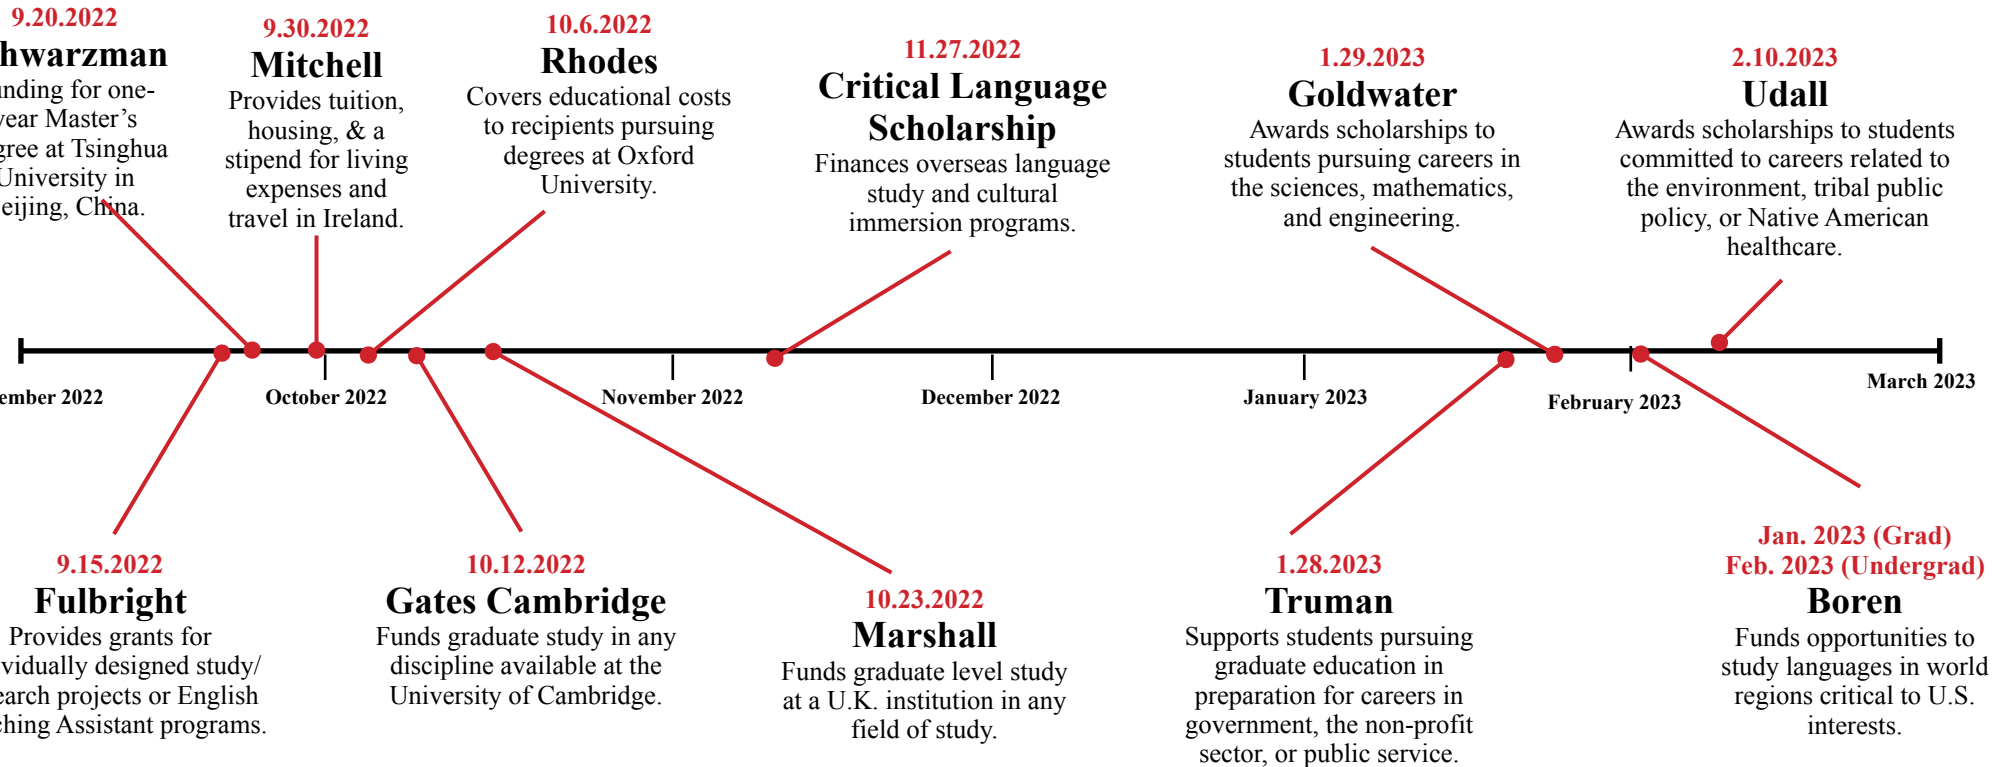 9.20.2022
hwarzman
nding for one-
year Master’s
gree at Tsinghua
University in
eijing, China.
9.30.2022
Mitchell
Provides tuition,
housing, & a
stipend for living
expenses and
travel in Ireland.
10.6.2022
Rhodes
Covers educational costs
to recipients pursuing
degrees at Oxford
University.
11.27.2022
Critical Language
Scholarship
Finances overseas language
study and cultural
immersion programs.
1.29.2023
Goldwater
Awards scholarships to
students pursuing careers in
the sciences, mathematics,
and engineering.
2.10.2023
Udall
Awards scholarships to students
committed to careers related to
the environment, tribal public
policy, or Native American
healthcare.
ember 2022
October 2022
November 2022
December 2022
January 2023
February 2023
March 2023
9.15.2022
Fulbright
Provides grants for
vidually designed study/
earch projects or English
ching Assistant programs.
10.12.2022
Gates Cambridge
Funds graduate study in any
discipline available at the
University of Cambridge.
10.23.2022
Marshall
Funds graduate level study
at a U.K. institution in any
field of study.
1.28.2023
Truman
Supports students pursuing
graduate education in
preparation for careers in
government, the non-profit
sector, or public service.
Jan. 2023 (Grad)
Feb. 2023 (Undergrad)
Boren
Funds opportunities to
study languages in world
regions critical to U.S.
interests.